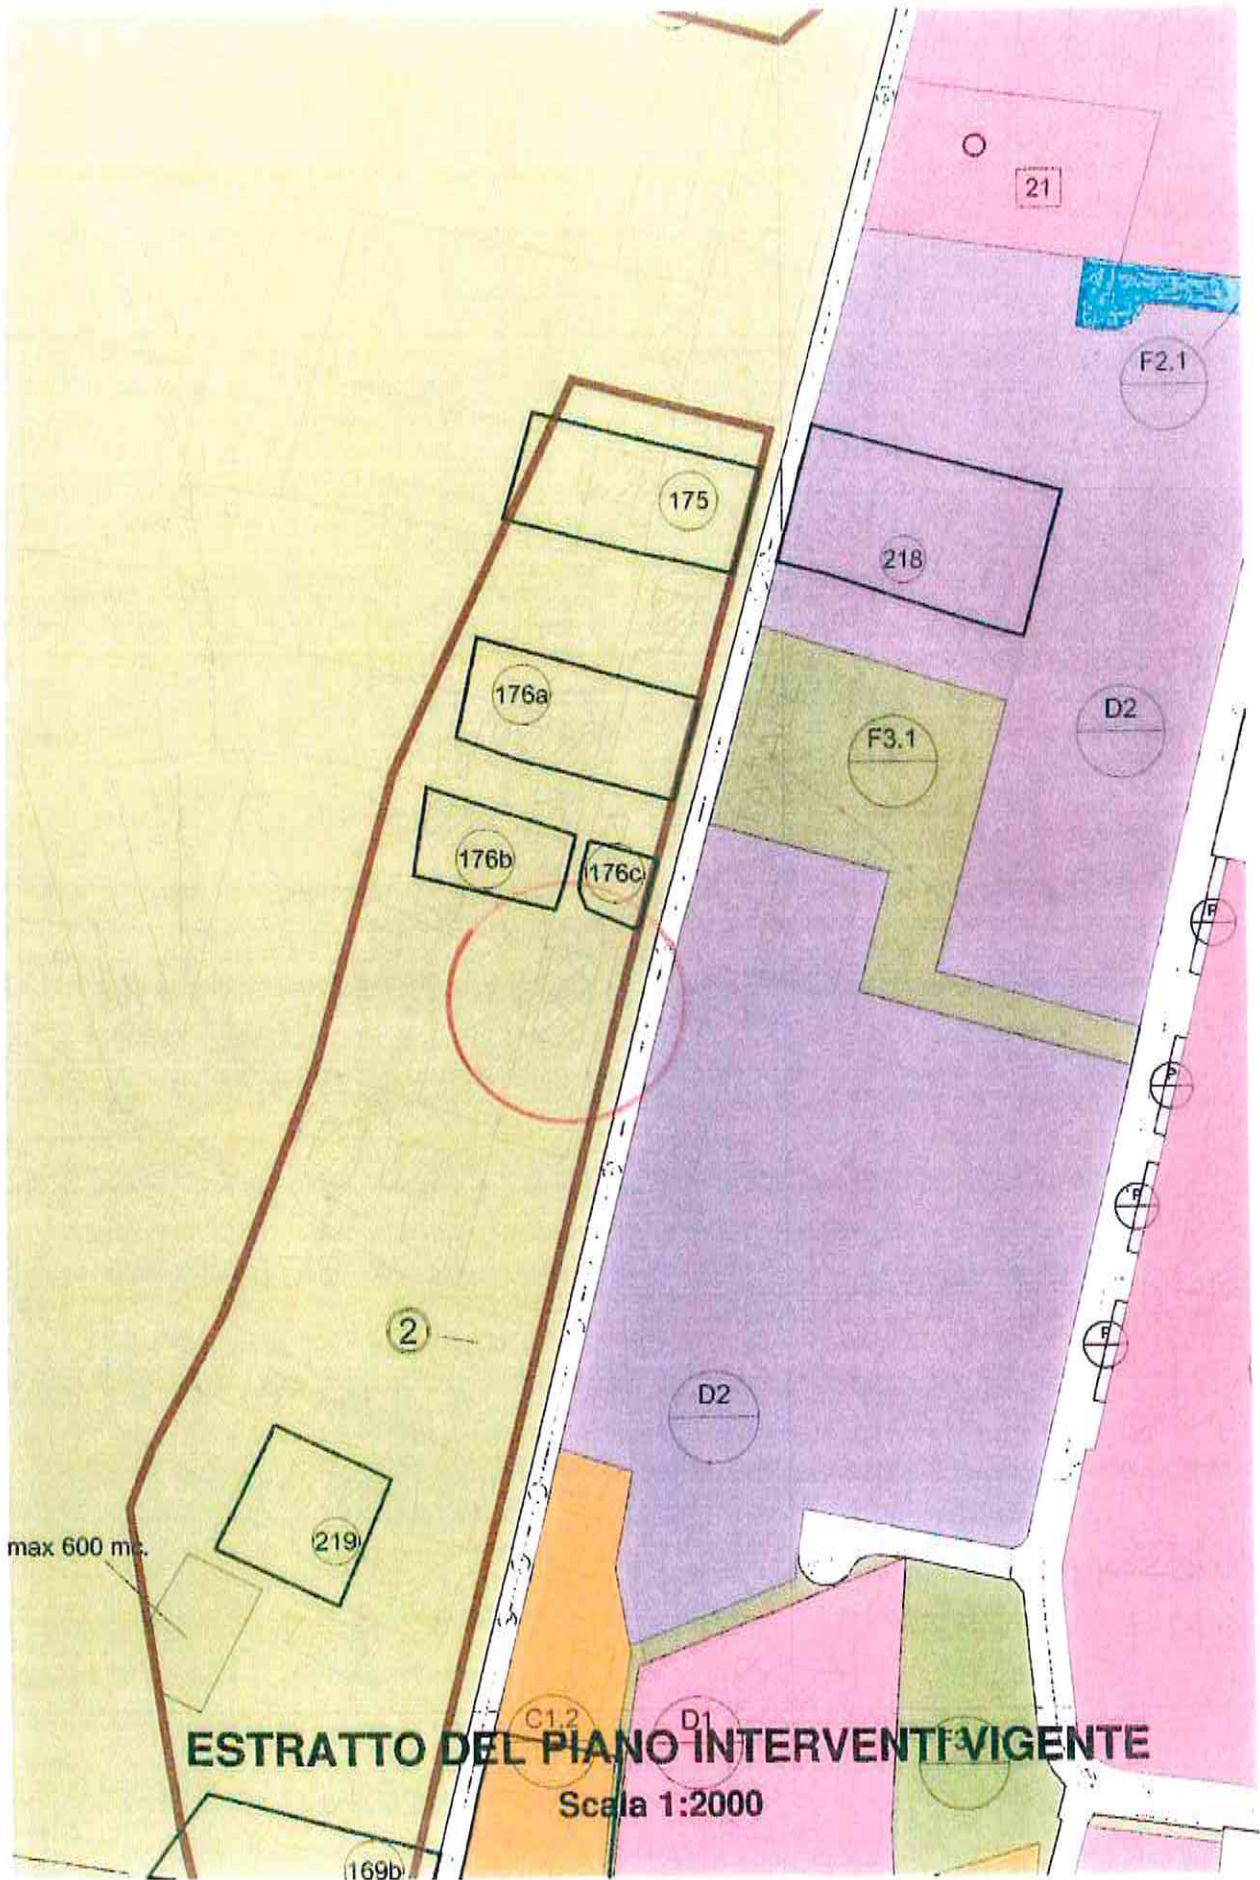 21
F2.1
175
218
176a
D2
F3.1
176b
176c
P
P
P
P
2
D2
219
max 600 mc.
C1.2
D1
ESTRATTO DEL PIANO INTERVENTI VIGENTE
Scala 1:2000
169b